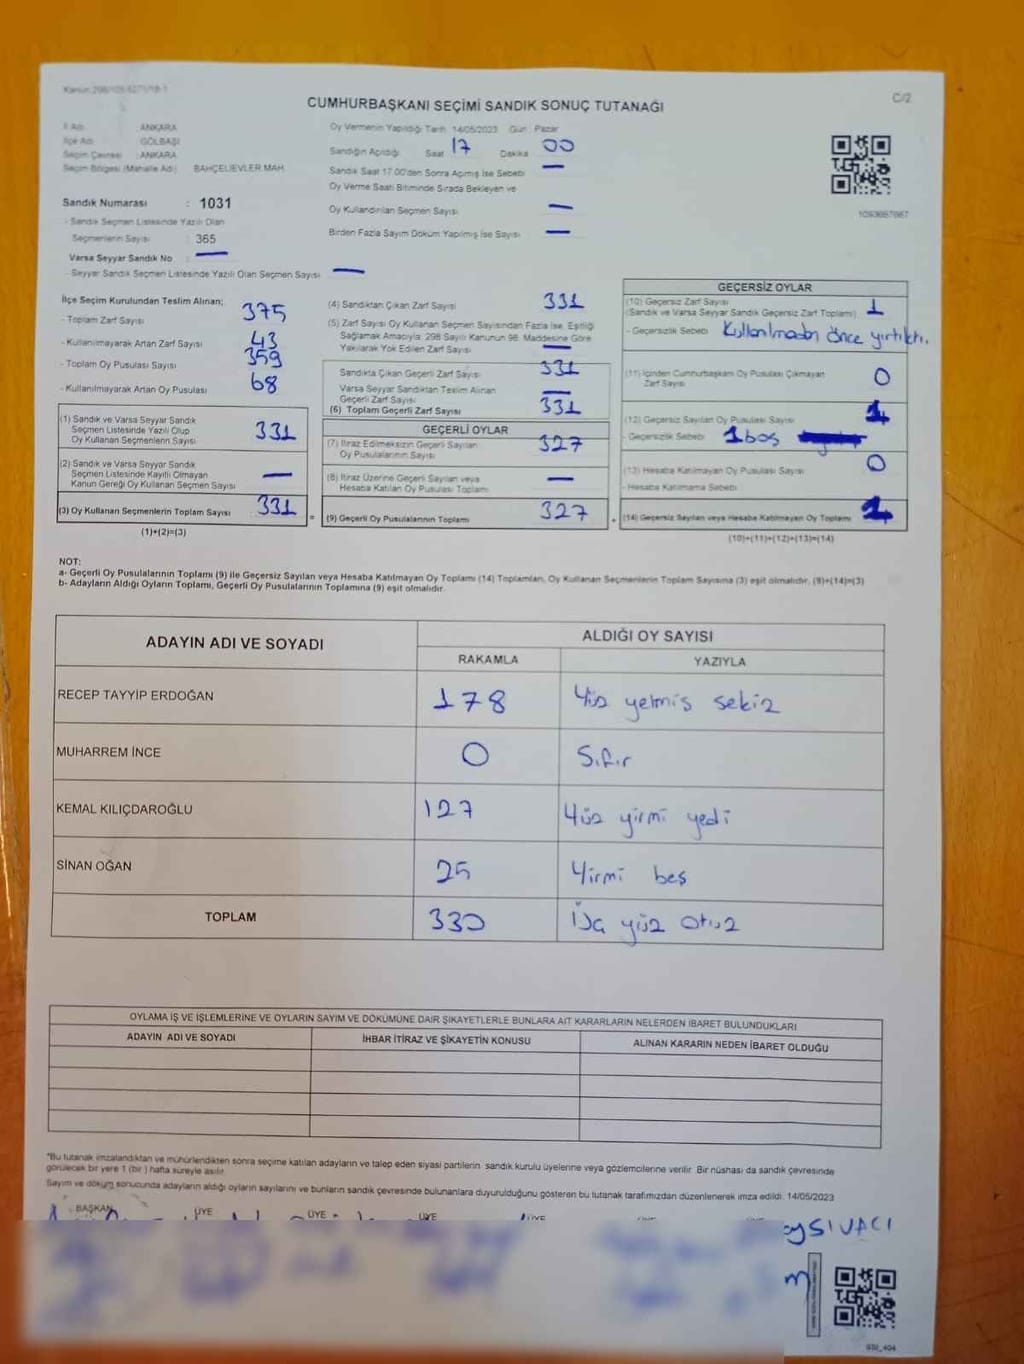 Kanun 298/105-6271/18-1
C/2
CUMHURBAŞKANI SEÇİMİ SANDIK SONUÇ TUTANAĞI
İl Adı ANKARA
İlçe Adı GÖLBAŞI
Seçim Çevresi : ANKARA
Seçim Bölgesi (Mahalle Adı) : BAHÇELİEVLER MAH.
Sandık Numarası : 1031
- Sandık Seçmen Listesinde Yazılı Olan
Seçmenlerin Sayısı : 365
Varsa Seyyar Sandık No : —
- Seyyar Sandık Seçmen Listesinde Yazılı Olan Seçmen Sayısı : —
Oy Vermenin Yapıldığı Tarih 14/05/2023 Gün: Pazar
Sandığın Açıldığı Saat 17 Dakika 00
Sandık Saat 17.00'den Sonra Açılmış İse Sebebi —
Oy Verme Saati Bitiminde Sırada Bekleyen ve
Oy Kullandırılan Seçmen Sayısı —
Birden Fazla Sayım Döküm Yapılmış İse Sayısı —
1093667667
İlçe Seçim Kurulundan Teslim Alınan;
- Toplam Zarf Sayısı 375
- Kullanılmayarak Artan Zarf Sayısı 43
- Toplam Oy Pusulası Sayısı 359
- Kullanılmayarak Artan Oy Pusulası 68
(1) Sandık ve Varsa Seyyar Sandık
Seçmen Listesinde Yazılı Olup
Oy Kullanan Seçmenlerin Sayısı 331
(2) Sandık ve Varsa Seyyar Sandık
Seçmen Listesinde Kayıtlı Olmayan
Kanun Gereği Oy Kullanan Seçmen Sayısı —
(3) Oy Kullanan Seçmenlerin Toplam Sayısı 331
(1)+(2)=(3)
(4) Sandıktan Çıkan Zarf Sayısı 331
(5) Zarf Sayısı Oy Kullanan Seçmen Sayısından Fazla İse, Eşitliği
Sağlamak Amacıyla; 298 Sayılı Kanunun 98. Maddesine Göre
Yakılarak Yok Edilen Zarf Sayısı —
Sandıkta Çıkan Geçerli Zarf Sayısı 331
Varsa Seyyar Sandıktan Teslim Alınan
Geçerli Zarf Sayısı —
(6) Toplam Geçerli Zarf Sayısı 331
GEÇERLİ OYLAR
(7) İtiraz Edilmeksizin Geçerli Sayılan
Oy Pusulalarının Sayısı 327
(8) İtiraz Üzerine Geçerli Sayılan veya
Hesaba Katılan Oy Pusulası Toplamı —
= (9) Geçerli Oy Pusulalarının Toplamı 327
GEÇERSİZ OYLAR
(10) Geçersiz Zarf Sayısı 1
(Sandık ve Varsa Seyyar Sandık Geçersiz Zarf Toplamı)
- Geçersizlik Sebebi Kullanılmadan önce yırtıktı.
(11) İçinden Cumhurbaşkanı Oy Pusulası Çıkmayan
Zarf Sayısı 0
(12) Geçersiz Sayılan Oy Pusulası Sayısı
- Geçersizlik Sebebi 1 boş
(13) Hesaba Katılmayan Oy Pusulası Sayısı 0
- Hesaba Katılmama Sebebi
+ (14) Geçersiz Sayılan veya Hesaba Katılmayan Oy Toplamı
(10)+(11)+(12)+(13)=(14)
NOT:
a- Geçerli Oy Pusulalarının Toplamı (9) ile Geçersiz Sayılan veya Hesaba Katılmayan Oy Toplamı (14) Toplamları, Oy Kullanan Seçmenlerin Toplam Sayısına (3) eşit olmalıdır. (9)+(14)=(3)
b- Adayların Aldığı Oyların Toplamı, Geçerli Oy Pusulalarının Toplamına (9) eşit olmalıdır.
ADAYIN ADI VE SOYADI ALDIĞI OY SAYISI
RAKAMLA YAZIYLA
RECEP TAYYİP ERDOĞAN 178 Yüz yetmiş sekiz
MUHARREM İNCE 0 Sıfır
KEMAL KILIÇDAROĞLU 127 Yüz yirmi yedi
SİNAN OĞAN 25 Yirmi beş
TOPLAM 330 yüz otuz
OYLAMA İŞ VE İŞLEMLERİNE VE OYLARIN SAYIM VE DÖKÜMÜNE DAİR ŞİKAYETLERLE BUNLARA AİT KARARLARIN NELERDEN İBARET BULUNDUKLARI
ADAYIN ADI VE SOYADI İHBAR İTİRAZ VE ŞİKAYETİN KONUSU ALINAN KARARIN NEDEN İBARET OLDUĞU
*Bu tutanak imzalandıktan ve mühürlendikten sonra seçime katılan adayların ve talep eden siyasi partilerin sandık kurulu üyelerine veya gözlemcilerine verilir. Bir nüshası da sandık çevresinde
görülecek bir yere 1 (bir ) hafta süreyle asılır.
Sayım ve döküm sonucunda adayların aldığı oyların sayılarını ve bunların sandık çevresinde bulunanlara duyurulduğunu gösteren bu tutanak tarafımızdan düzenlenerek imza edildi. 14/05/2023
BAŞKAN ÜYE ÜYE ÜYE ÜYE
SIVACI